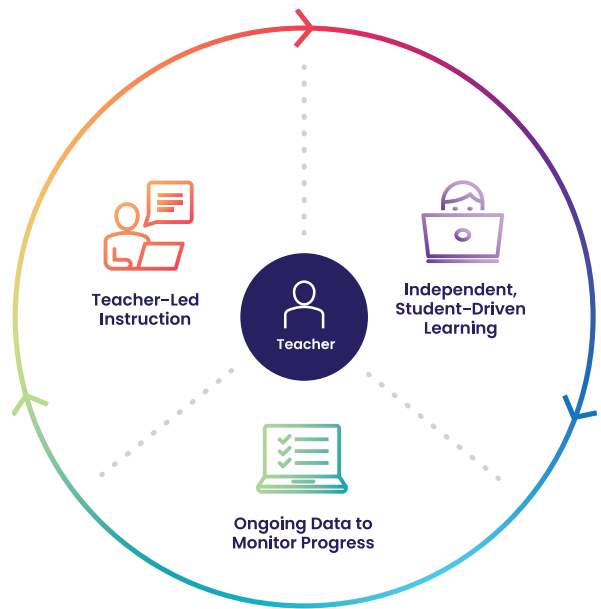 Teacher-Led
Instruction
Independent,
Student-Driven
Learning
Teacher
Ongoing Data to
Monitor Progress